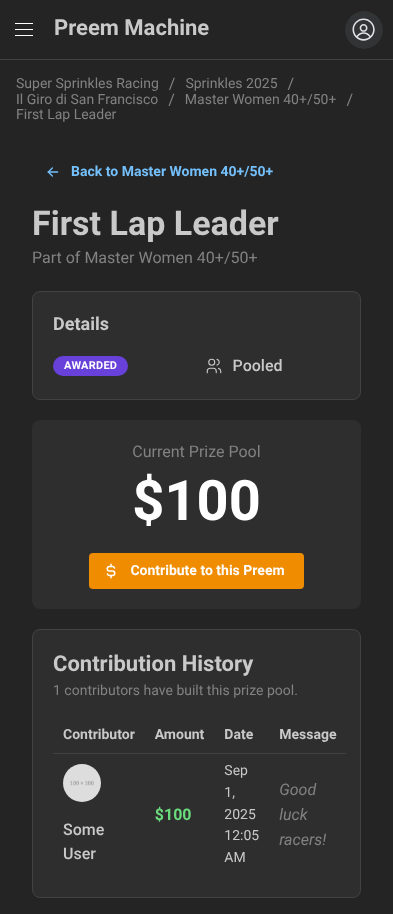 Preem Machine
Super Sprinkles Racing / Sprinkles 2025 /
Il Giro di San Francisco / Master Women 40+/50+ /
First Lap Leader
Back to Master Women 40+/50+
First Lap Leader
Part of Master Women 40+/50+
Details
AWARDED Pooled
Current Prize Pool
$100
$ Contribute to this Preem
Contribution History
1 contributors have built this prize pool.
Contributor Amount Date Message
100 × 100
Some
User
$100
Sep
1,
2025
12:05
AM
Good
luck
racers!